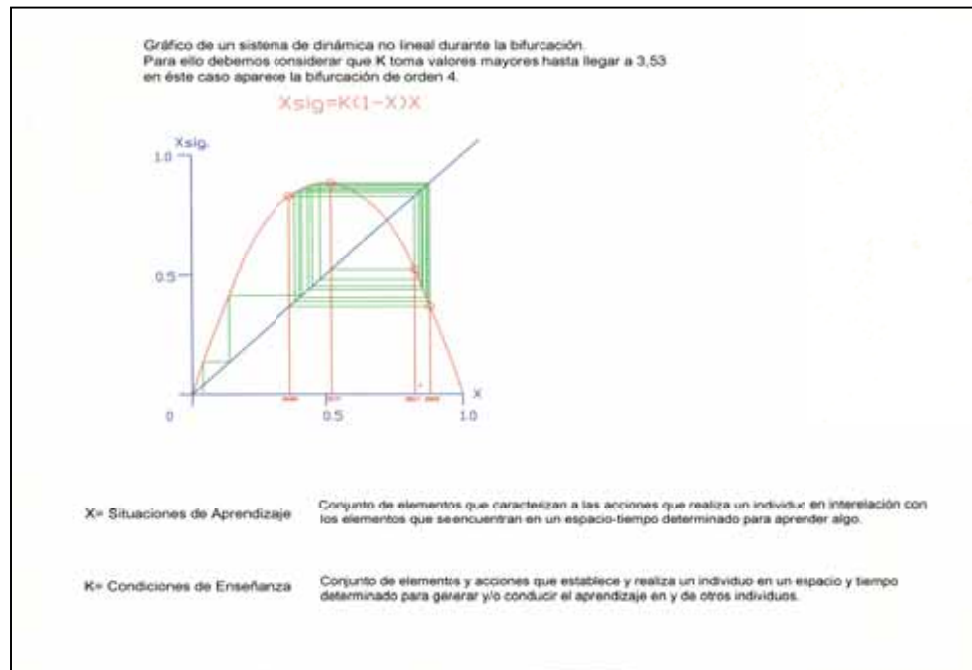 Gráfico de un sistema de dinámica no lineal durante la bifurcación.
Para ello debemos considerar que K toma valores mayores hasta llegar a 3,53
en éste caso aparece la bifurcación de orden 4.
Xsig=K(1-X)X
Xsig.
1.0
0.5
X
0
0.5
1.0
X= Situaciones de Aprendizaje
Conjunto de elementos que caracterizan a las acciones que realiza un individuo en interelación con
los elementos que seencuentran en un espacio-tiempo determinado para aprender algo.
K= Condiciones de Enseñanza
Conjunto de elementos y acciones que establece y realiza un individuo en un espacio y tiempo
determinado para gererar y/o conducir el aprendizaje en y de otros individuos.